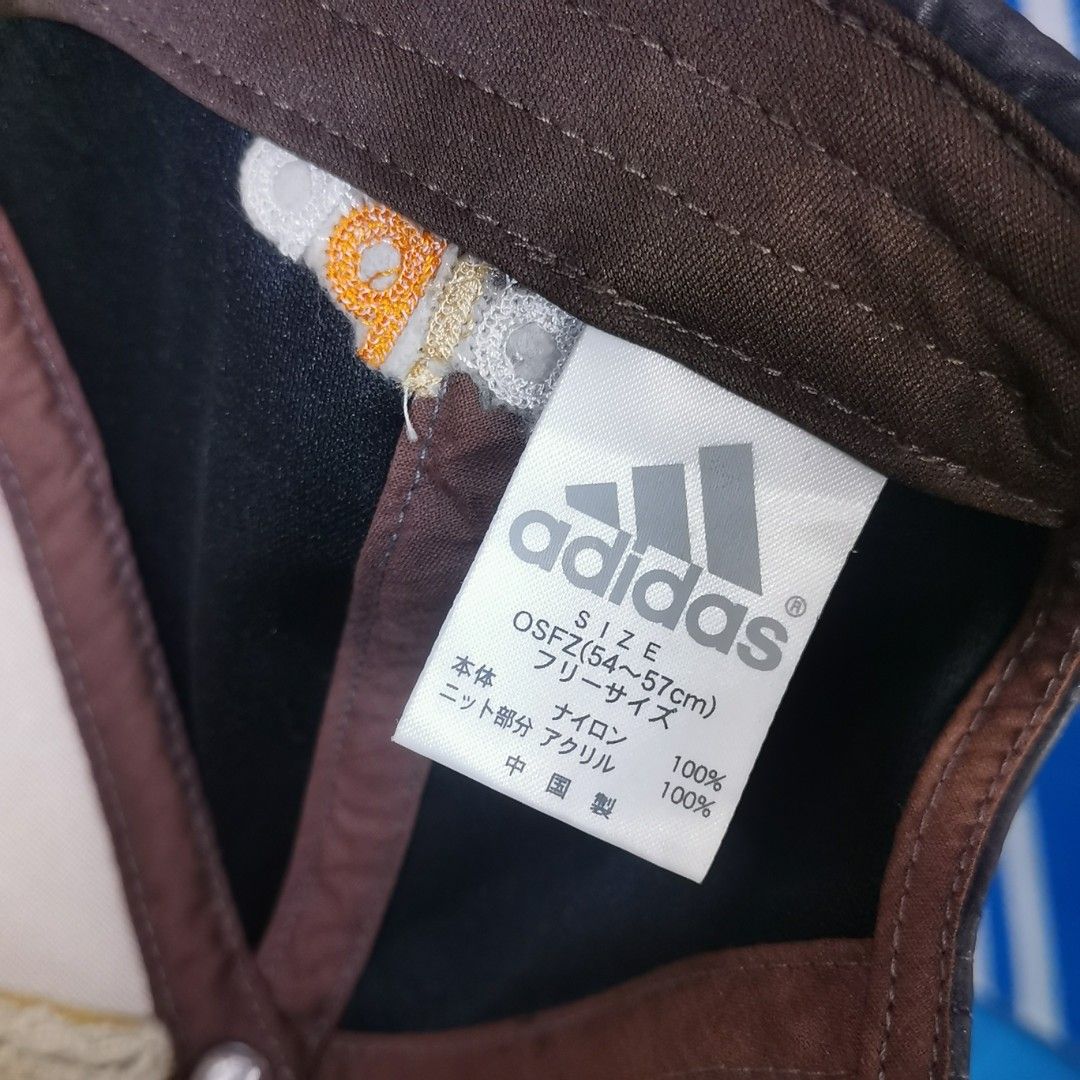 adidas®
SIZE
OSFZ(54～57cm)
フリーサイズ
本体 ナイロン 100%
ニット部分 アクリル 100%
中国製